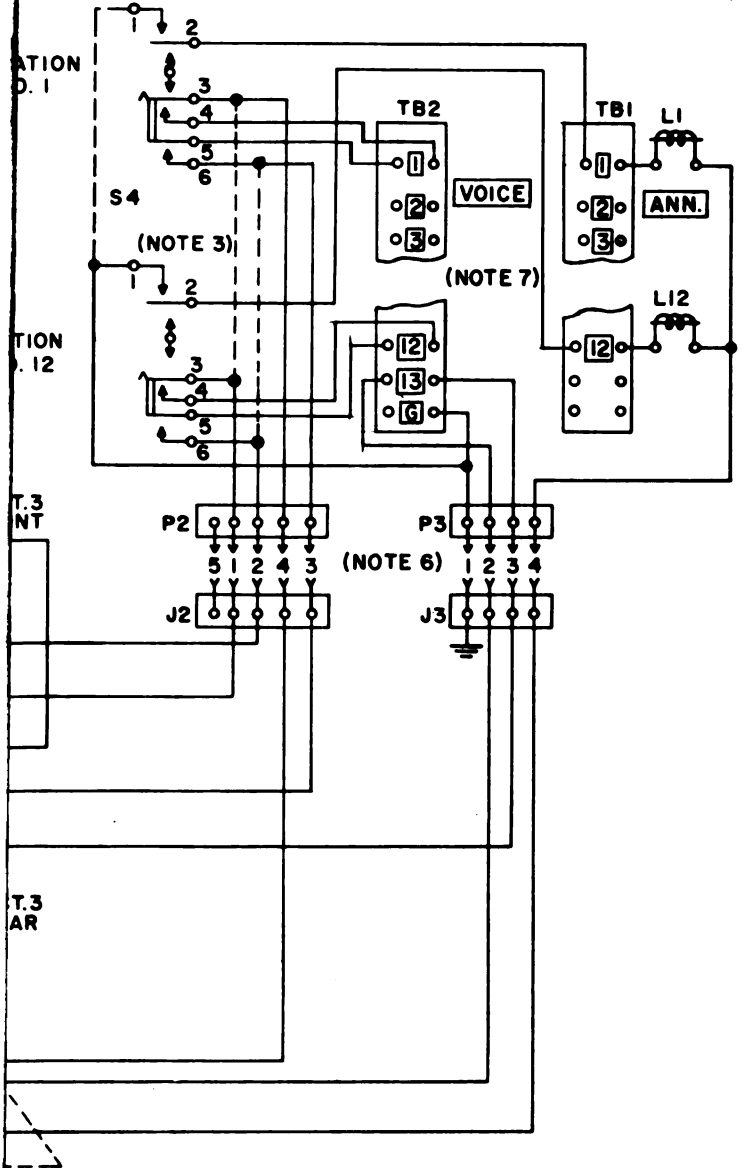 1
2
ATION
O. 1
3
4
5
6
S4
(NOTE 3)
TB2
1
2
3
VOICE
TB1
1
2
3
L1
ANN.
(NOTE 7)
1
2
TION
. 12
3
4
5
6
12
13
G
12
L12
T.3
NT
P2
5 1 2 4 3
J2
(NOTE 6)
P3
1 2 3 4
J3
T.3
AR